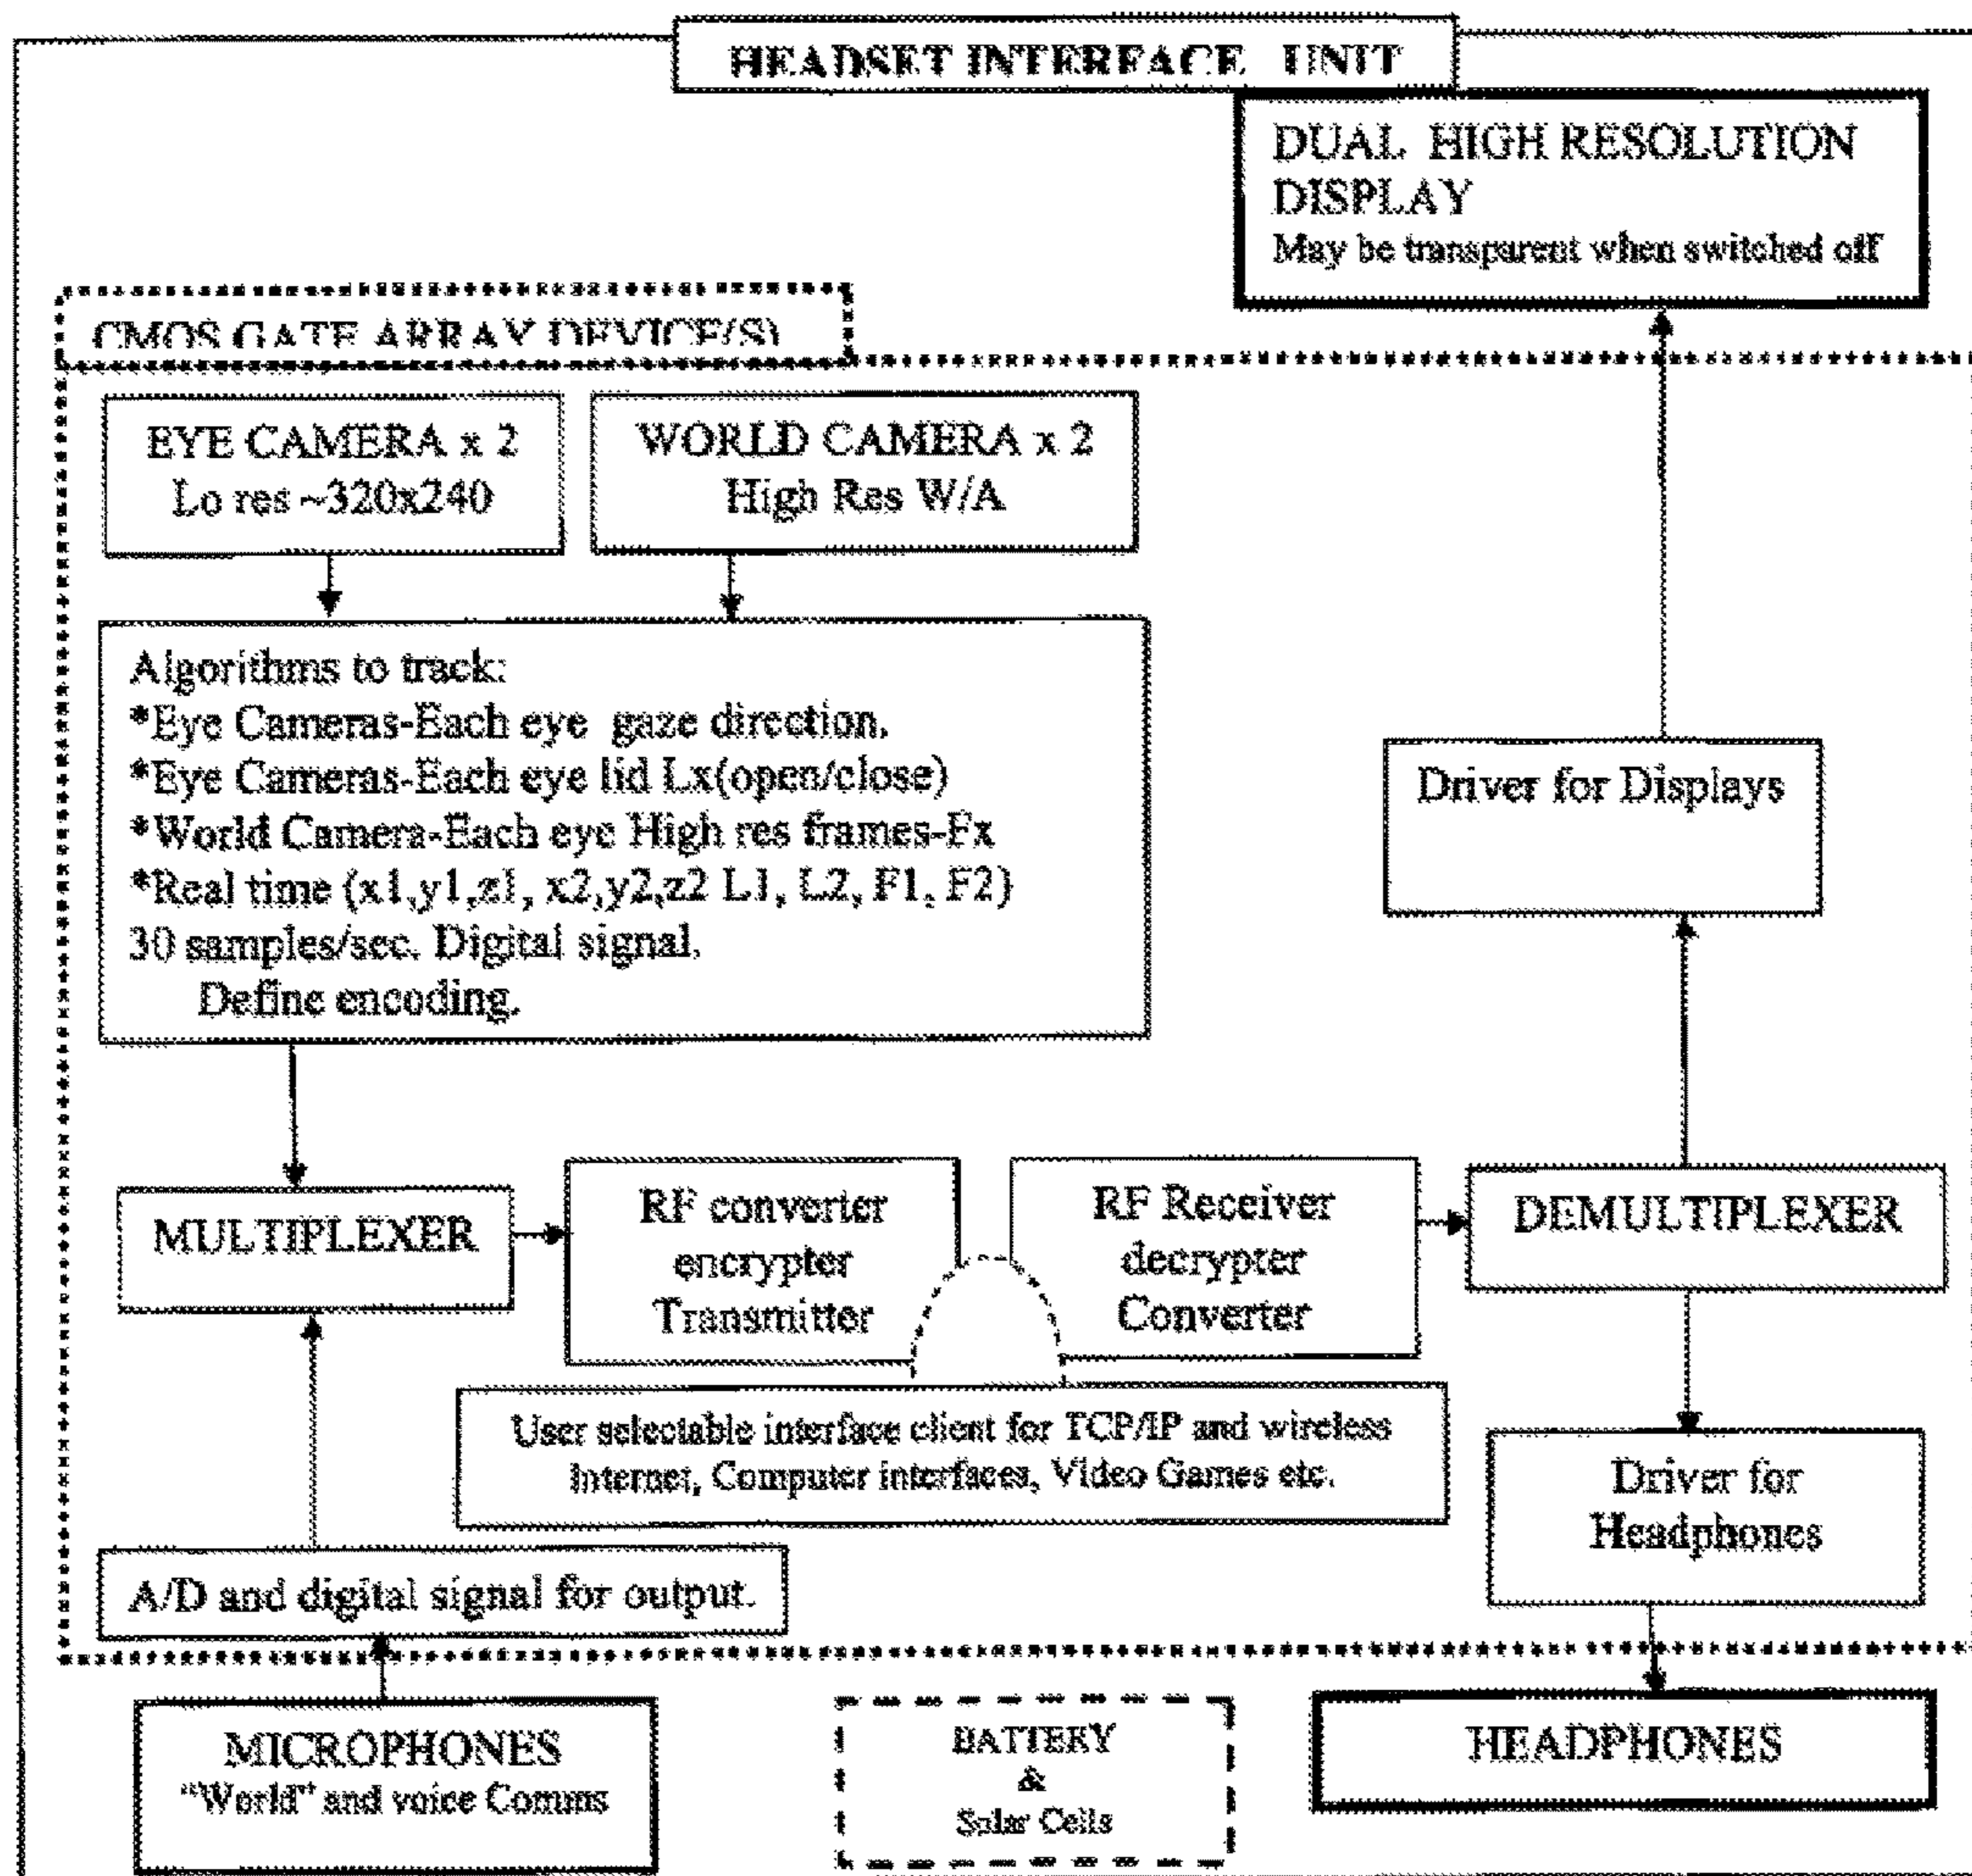 HEADSET INTERFACE UNIT
DUAL HIGH RESOLUTION
DISPLAY
May be transparent when switched off
CMOS GATE ARRAY DEVICE(S)
EYE CAMERA x 2
Lo res ~320x240
WORLD CAMERA x 2
High Res W/A
Algorithms to track:
*Eye Cameras-Each eye gaze direction.
*Eye Cameras-Each eye lid Lx(open/close)
*World Camera-Each eye High res frames-Fx
*Real time (x1,y1,z1, x2,y2,z2 L1, L2, F1, F2)
30 samples/sec. Digital signal.
Define encoding.
Driver for Displays
MULTIPLEXER
RF converter
encrypter
Transmitter
RF Receiver
decrypter
Converter
DEMULTIPLEXER
User selectable interface client for TCP/IP and wireless
Internet, Computer interfaces, Video Games etc.
Driver for
Headphones
A/D and digital signal for output.
MICROPHONES
"World" and voice Comms
BATTERY
&
Solar Cells
HEADPHONES